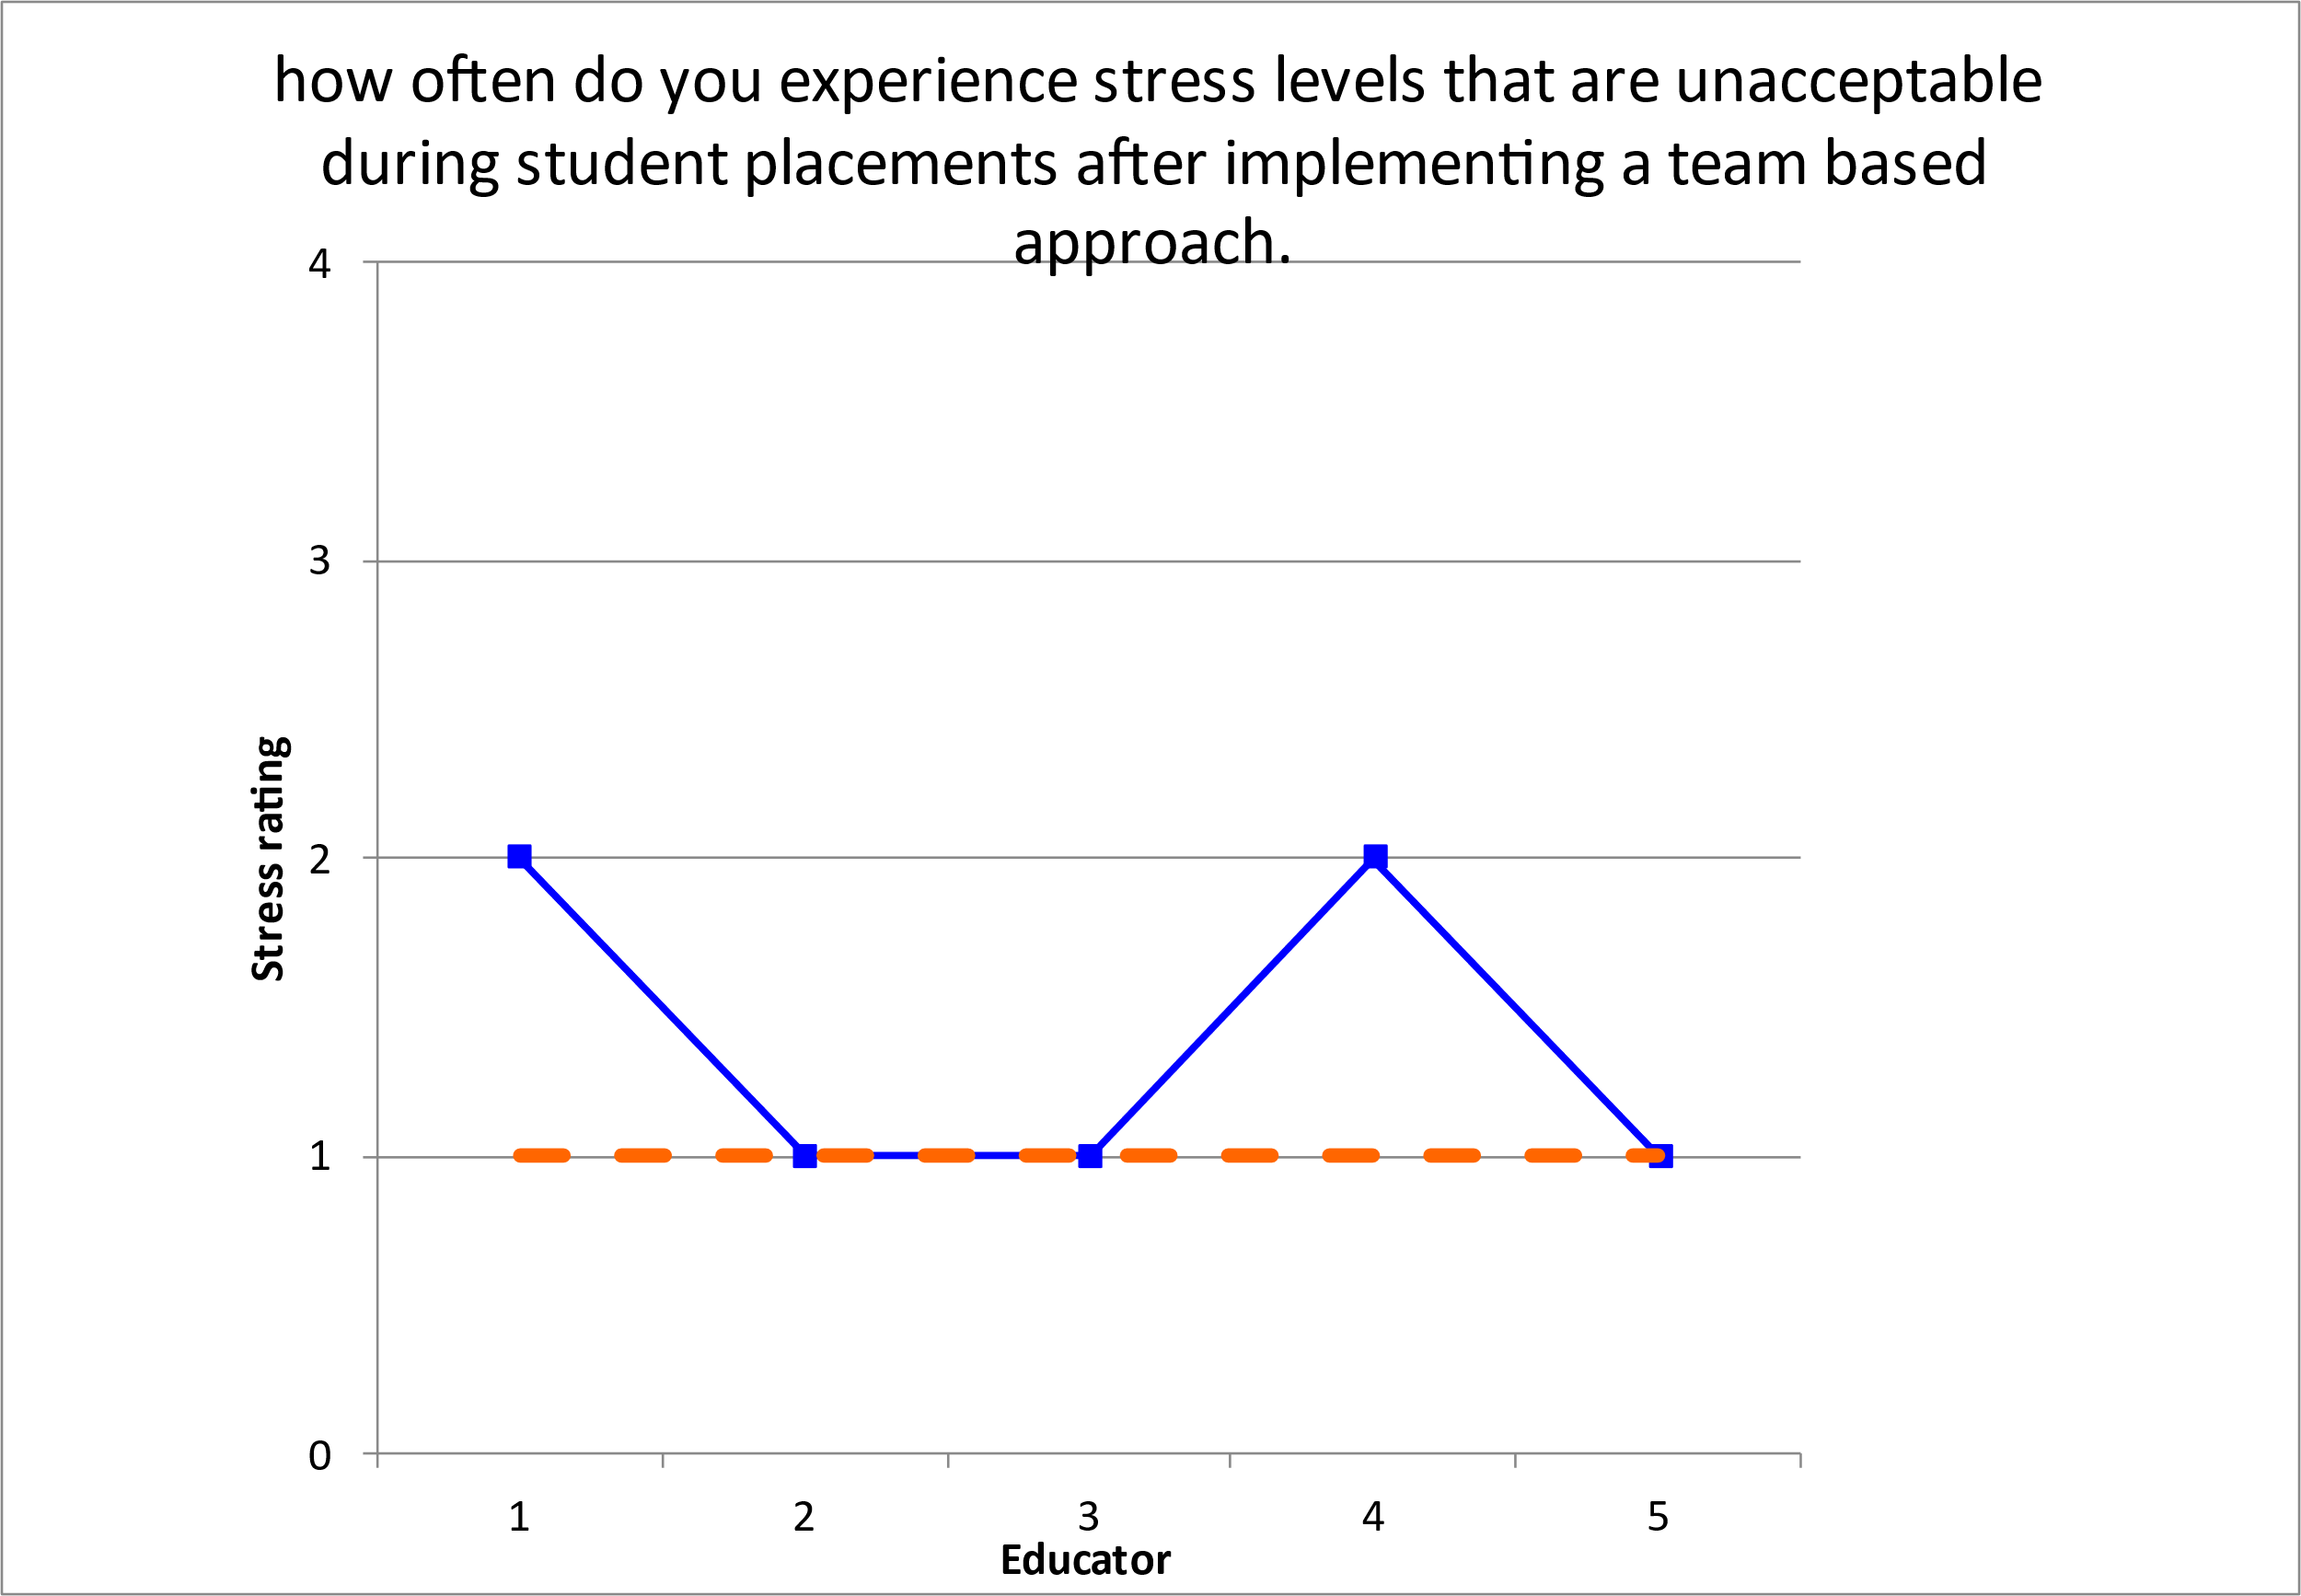 how often do you experience stress levels that are unacceptable
during student placements after implementing a team based
approach.
4
3
2
1
0
Stress rating
1 2 3 4 5
Educator